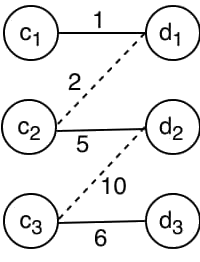 c₁ 1 d₁
2
c₂ 5 d₂
10
c₃ 6 d₃